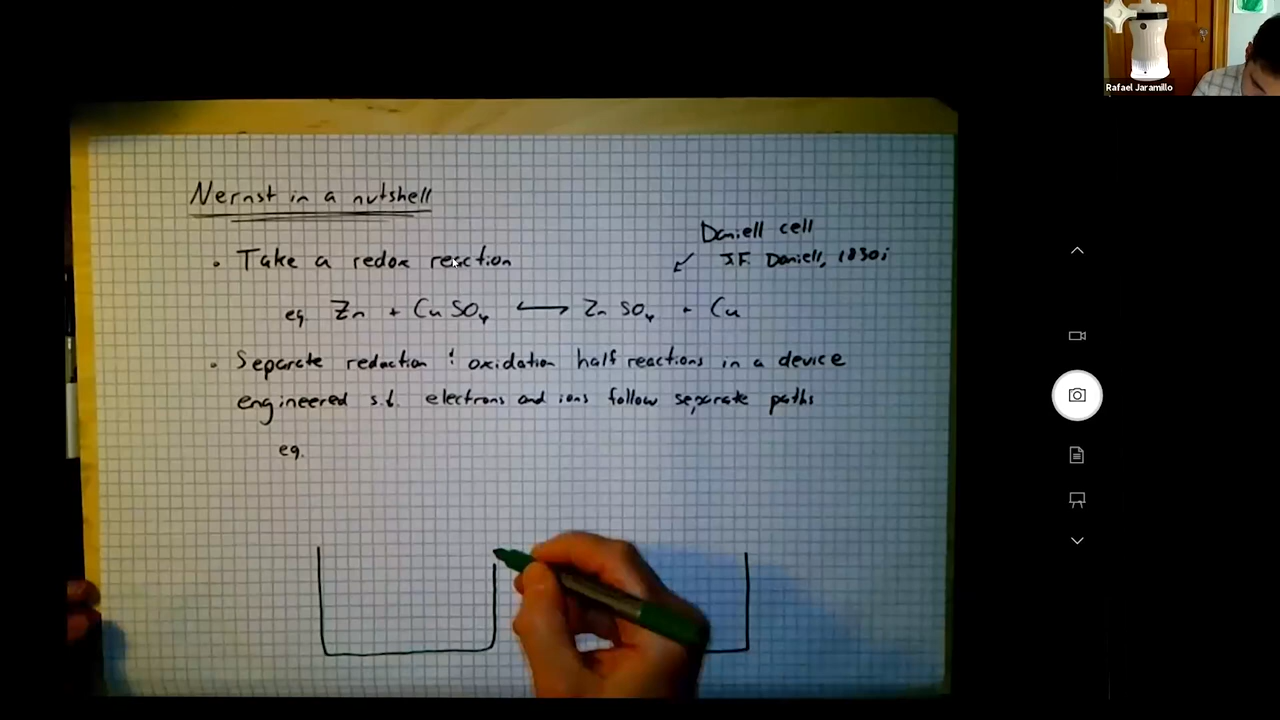 Rafael Jaramillo
Nernst in a nutshell
Daniell cell
• Take a redox reaction
J.F. Daniell, 1830s
eg. Zn + CuSO₄ ⟷ ZnSO₄ + Cu
• Separate reduction & oxidation half reactions in a device
engineered s.t. electrons and ions follow separate paths
eg.